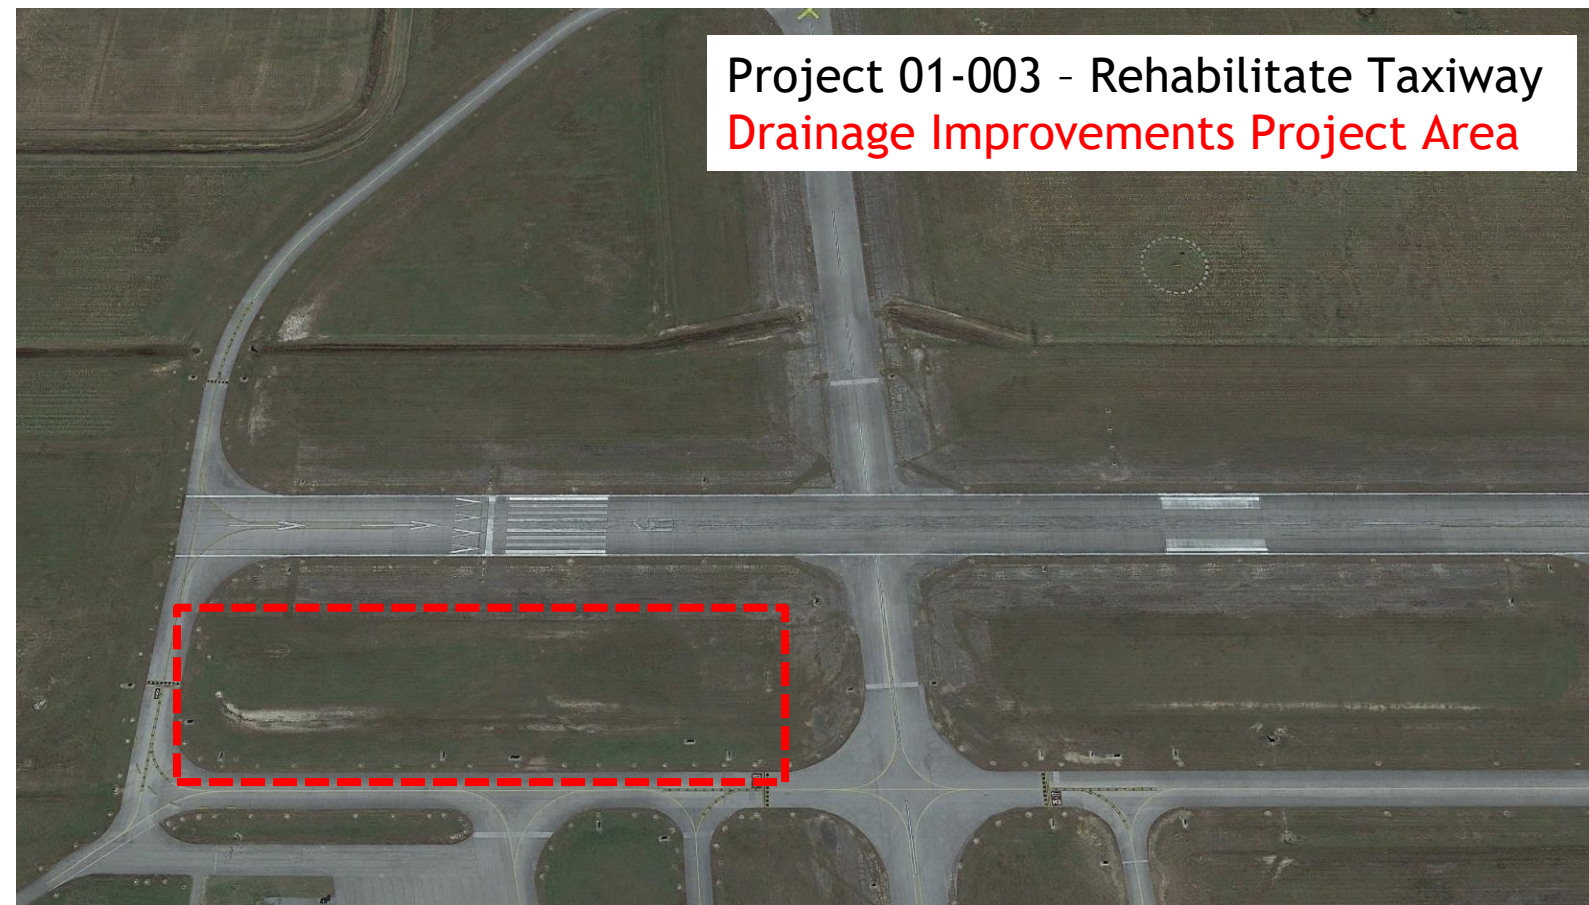 Project 01-003 – Rehabilitate Taxiway
Drainage Improvements Project Area